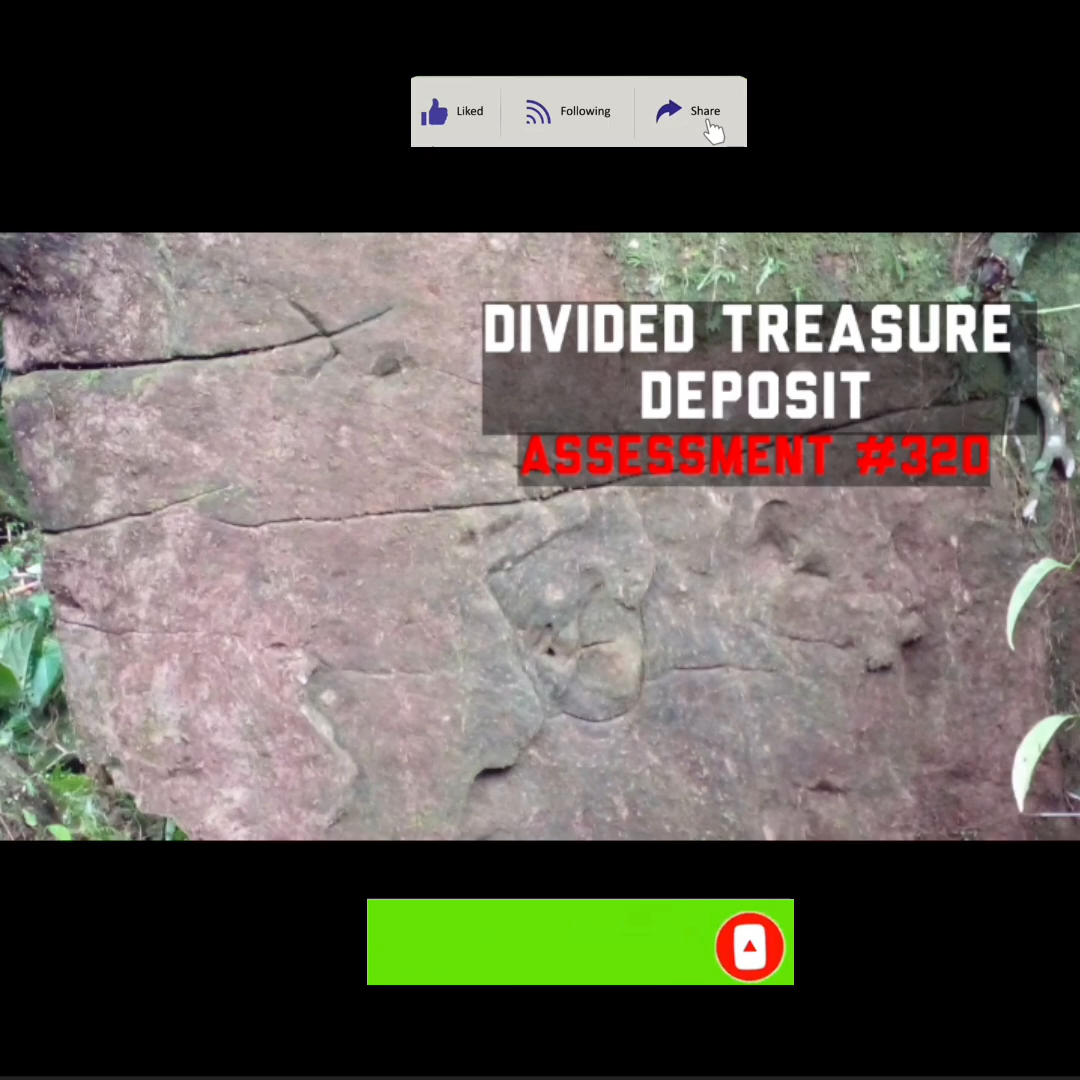 Liked
Following
Share
DIVIDED TREASURE
DEPOSIT
ASSESSMENT #320